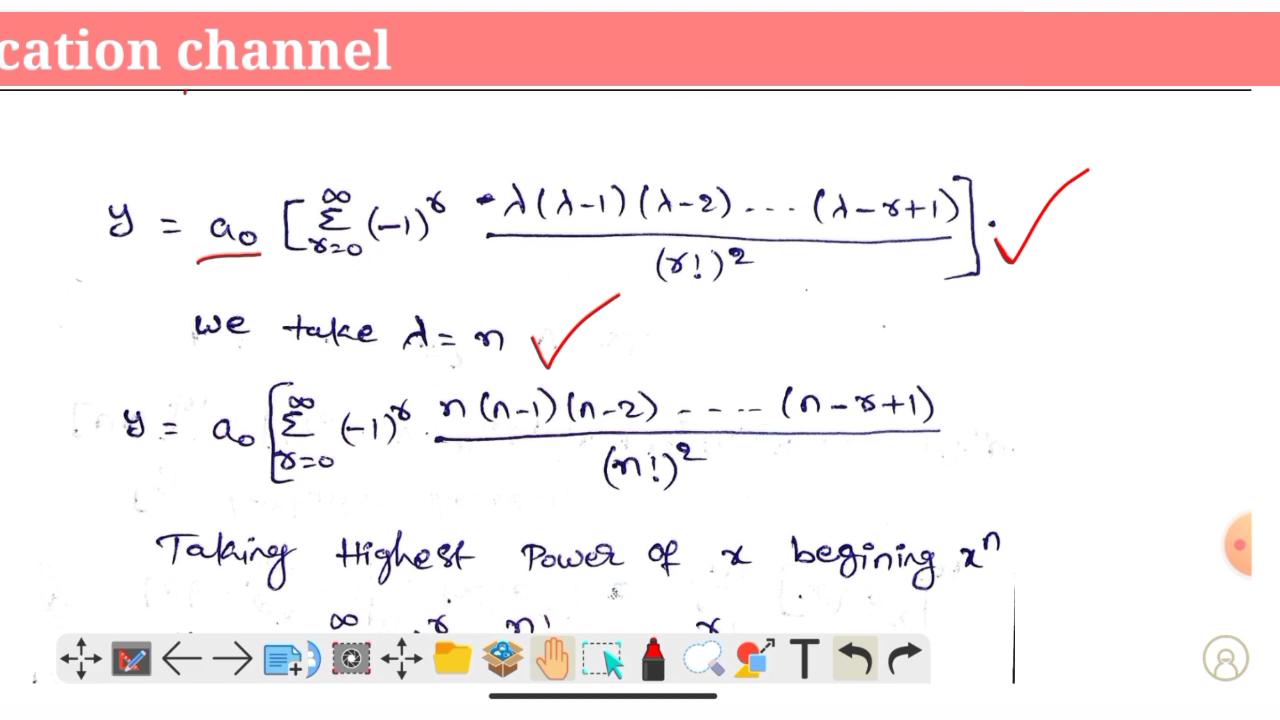 cation channel
y = a₀ [ Σ_{r=0}^{∞} (-1)^r λ(λ-1)(λ-2)---(λ-r+1) / (r!)² ].
we take λ = n
y = a₀ [ Σ_{r=0}^{∞} (-1)^r n(n-1)(n-2)----(n-r+1) / (n!)²
Taking Highest Power of x begining x^n
∞ r n! x
T